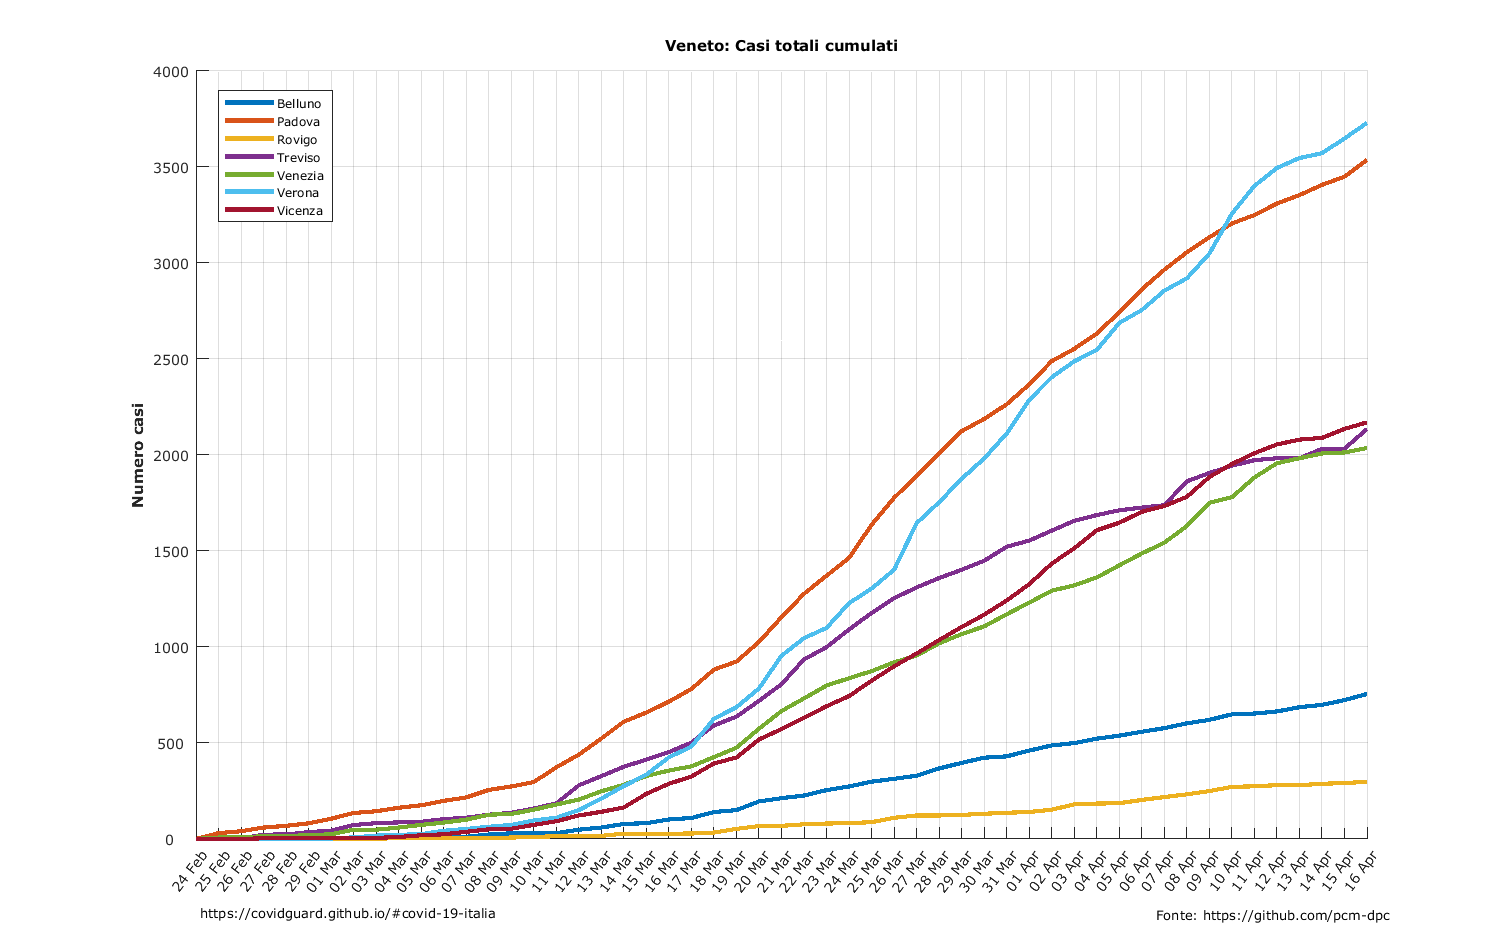 Veneto: Casi totali cumulati
4000
3500
3000
2500
2000
1500
1000
500
0
Numero casi
Belluno
Padova
Rovigo
Treviso
Venezia
Verona
Vicenza
24 Feb
25 Feb
26 Feb
27 Feb
28 Feb
29 Feb
01 Mar
02 Mar
03 Mar
04 Mar
05 Mar
06 Mar
07 Mar
08 Mar
09 Mar
10 Mar
11 Mar
12 Mar
13 Mar
14 Mar
15 Mar
16 Mar
17 Mar
18 Mar
19 Mar
20 Mar
21 Mar
22 Mar
23 Mar
24 Mar
25 Mar
26 Mar
27 Mar
28 Mar
29 Mar
30 Mar
31 Mar
01 Apr
02 Apr
03 Apr
04 Apr
05 Apr
06 Apr
07 Apr
08 Apr
09 Apr
10 Apr
11 Apr
12 Apr
13 Apr
14 Apr
15 Apr
16 Apr
https://covidguard.github.io/#covid-19-italia
Fonte: https://github.com/pcm-dpc